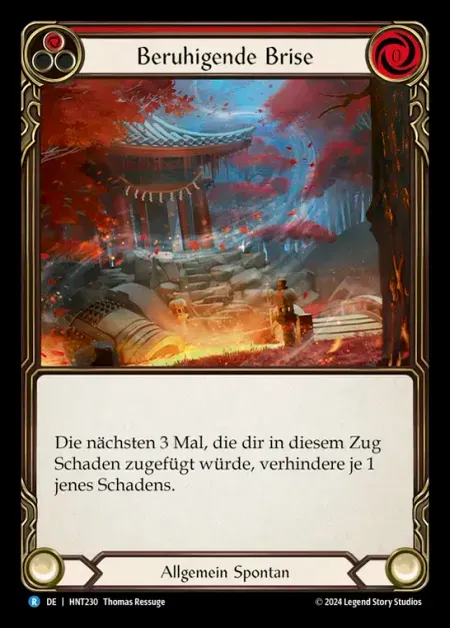 Beruhigende Brise
0
Die nächsten 3 Mal, die dir in diesem Zug
Schaden zugefügt würde, verhindere je 1
jenes Schadens.
Allgemein Spontan
R DE | HNT230 Thomas Ressuge
© 2024 Legend Story Studios